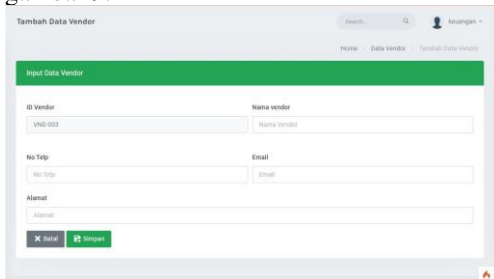 Tambah Data Vendor
Search...
keuangan
Home - Data Vendor - Tambah Data Vendor
Input Data Vendor
ID Vendor
Nama vendor
VND-003
Nama Vendor
No Telp
Email
No Telp
Email
Alamat
Alamat
Batal
Simpan